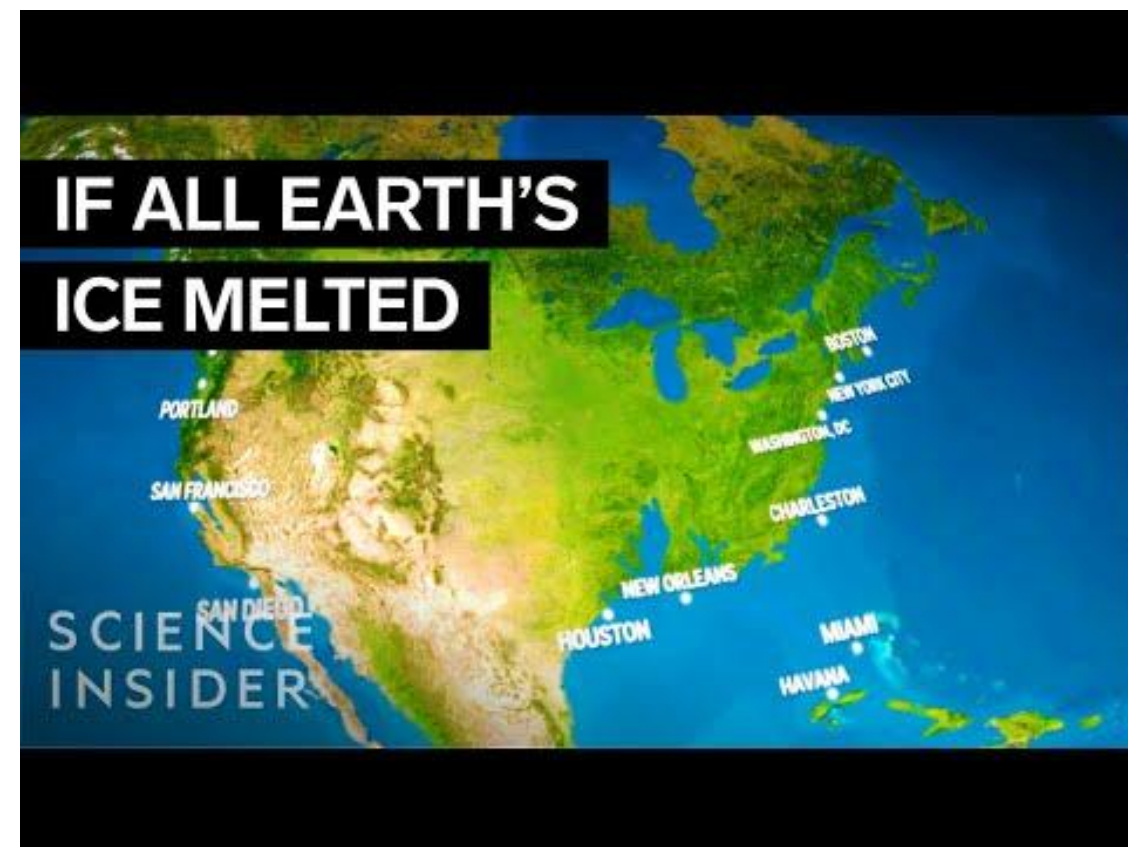 IF ALL EARTH'S
ICE MELTED
BOSTON
NEW YORK CITY
PORTLAND
WASHINGTON, DC
SAN FRANCISCO
CHARLESTON
NEW ORLEANS
SAN DIEGO
HOUSTON
MIAMI
HAVANA
SCIENCE
INSIDER